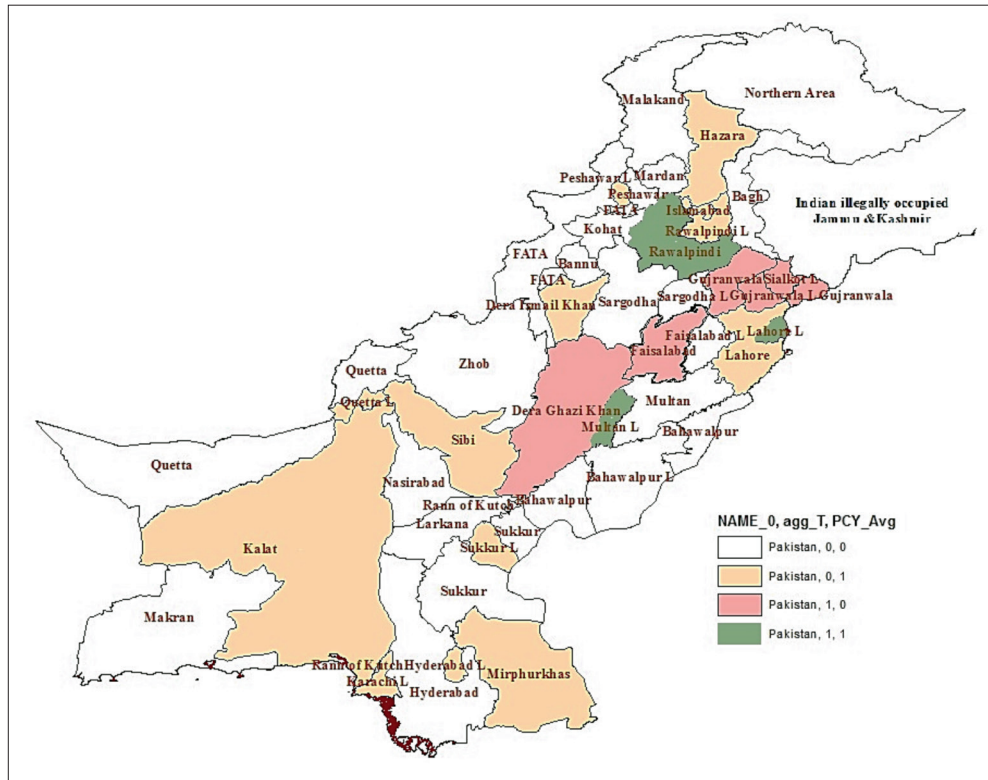 Northern Area
Malakand
Hazara
Peshawar L
Mardan
Peshawar
Bagh
Indian illegally occupied
Jammu & Kashmir
FATA
Islamabad
Kohat
Rawalpindi L
Rawalpindi
FATA
Bannu
FATA
Gujranwala
Sialkot L
Dera Ismail Khan
Sargodha
Sargodha L
Gujranwala L
Gujranwala
Faisalabad L
Lahore L
Faisalabad
Lahore
Zhob
Quetta
Quetta L
Dera Ghazi Khan
Multan
Multan L
Bahawalpur
Sibi
Quetta
Nasirabad
Bahawalpur L
Rann of Kutch
Bahawalpur
Larkana
Sukkur
Sukkur L
Kalat
Sukkur
Makran
Rann of Kutch
Hyderabad L
Karachi L
Hyderabad
Mirphurkhas
NAME_0, agg_T, PCY_Avg
Pakistan, 0, 0
Pakistan, 0, 1
Pakistan, 1, 0
Pakistan, 1, 1